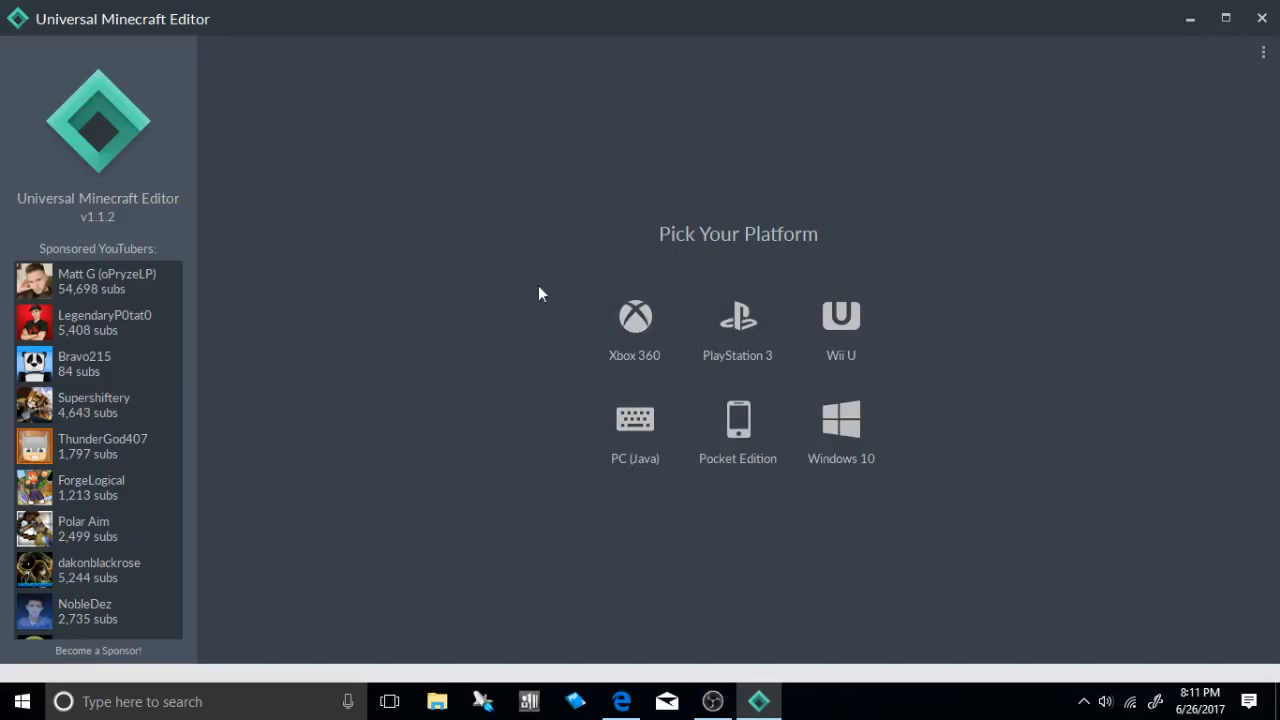 Universal Minecraft Editor
Universal Minecraft Editor
v1.1.2
Sponsored YouTubers:
Matt G (oPryzeLP)
54,698 subs
LegendaryP0tat0
5,408 subs
Bravo215
84 subs
Supershiftery
4,643 subs
ThunderGod407
1,797 subs
ForgeLogical
1,213 subs
Polar Aim
2,499 subs
dakonblackrose
5,244 subs
NobleDez
2,735 subs
Become a Sponsor!
Pick Your Platform
Xbox 360
PlayStation 3
Wii U
PC (Java)
Pocket Edition
Windows 10
Type here to search
8:11 PM
6/26/2017